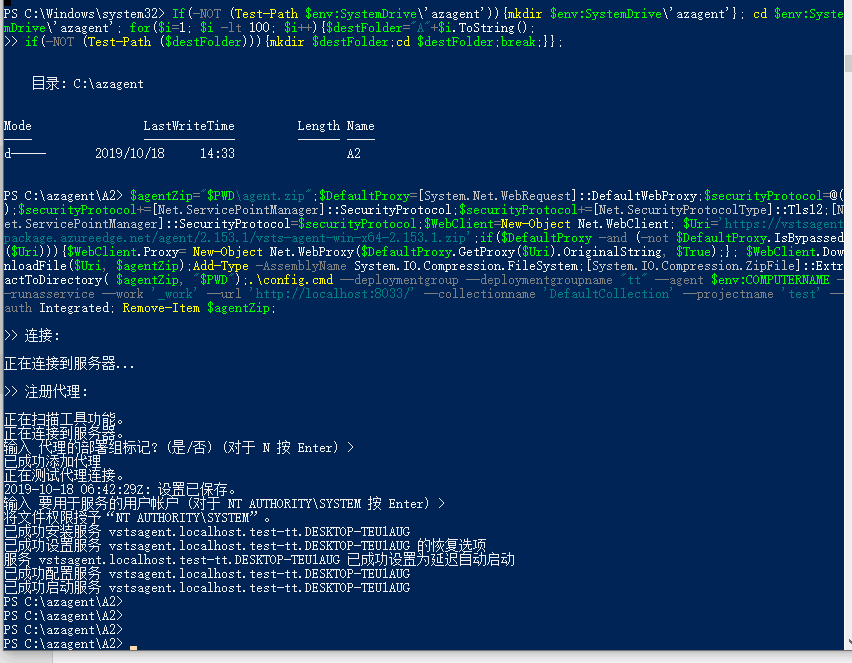 PS C:\Windows\system32> If(-NOT (Test-Path $env:SystemDrive\'azagent')){mkdir $env:SystemDrive\'azagent'}; cd $env:Syste
mDrive\'azagent'; for($i=1; $i -lt 100; $i++){$destFolder="A"+$i.ToString();
>> if(-NOT (Test-Path ($destFolder))){mkdir $destFolder;cd $destFolder;break;}};
目录: C:\azagent
Mode LastWriteTime Length Name
---- ------------- ------ ----
d----- 2019/10/18 14:33 A2
PS C:\azagent\A2> $agentZip="$PWD\agent.zip";$DefaultProxy=[System.Net.WebRequest]::DefaultWebProxy;$securityProtocol=@(
);$securityProtocol+=[Net.ServicePointManager]::SecurityProtocol;$securityProtocol+=[Net.SecurityProtocolType]::Tls12;[N
et.ServicePointManager]::SecurityProtocol=$securityProtocol;$WebClient=New-Object Net.WebClient; $Uri='https://vstsagent
package.azureedge.net/agent/2.153.1/vsts-agent-win-x64-2.153.1.zip';if($DefaultProxy -and (-not $DefaultProxy.IsBypassed
($Uri))){$WebClient.Proxy= New-Object Net.WebProxy($DefaultProxy.GetProxy($Uri).OriginalString, $True);}; $WebClient.Dow
nloadFile($Uri, $agentZip);Add-Type -AssemblyName System.IO.Compression.FileSystem;[System.IO.Compression.ZipFile]::Extr
actToDirectory( $agentZip, "$PWD");.\config.cmd --deploymentgroup --deploymentgroupname "tt" --agent $env:COMPUTERNAME -
-runasservice --work '_work' --url 'http://localhost:8033/' --collectionname 'DefaultCollection' --projectname 'test' --
auth Integrated; Remove-Item $agentZip;
>> 连接:
正在连接到服务器...
>> 注册代理:
正在扫描工具功能。
正在连接到服务器。
输入 代理的部署组标记? (是/否) (对于 N 按 Enter) >
已成功添加代理
正在测试代理连接。
2019-10-18 06:42:29Z: 设置已保存。
输入 要用于服务的用户帐户 (对于 NT AUTHORITY\SYSTEM 按 Enter) >
将文件权限授予“NT AUTHORITY\SYSTEM”。
已成功安装服务 vstsagent.localhost.test-tt.DESKTOP-TEU1AUG
已成功设置服务 vstsagent.localhost.test-tt.DESKTOP-TEU1AUG 的恢复选项
服务 vstsagent.localhost.test-tt.DESKTOP-TEU1AUG 已成功设置为延迟自动启动
已成功配置服务 vstsagent.localhost.test-tt.DESKTOP-TEU1AUG
已成功启动服务 vstsagent.localhost.test-tt.DESKTOP-TEU1AUG
PS C:\azagent\A2>
PS C:\azagent\A2>
PS C:\azagent\A2>
PS C:\azagent\A2>